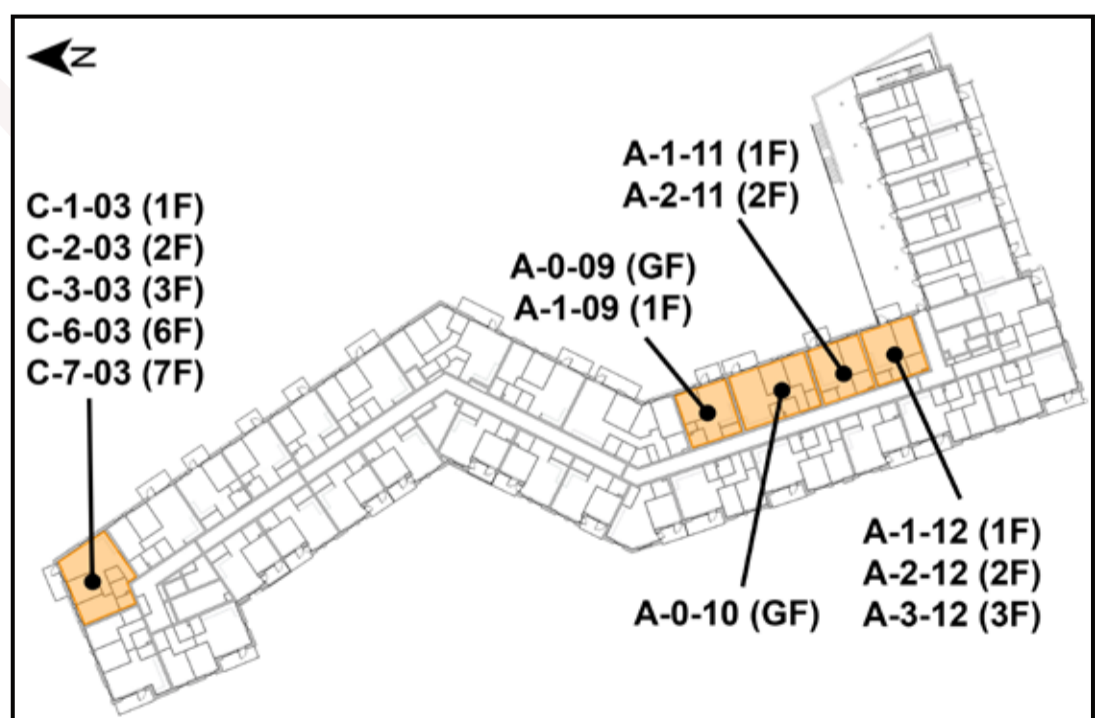 N
A-1-11 (1F)
A-2-11 (2F)
C-1-03 (1F)
C-2-03 (2F)
C-3-03 (3F)
C-6-03 (6F)
C-7-03 (7F)
A-0-09 (GF)
A-1-09 (1F)
A-1-12 (1F)
A-2-12 (2F)
A-3-12 (3F)
A-0-10 (GF)